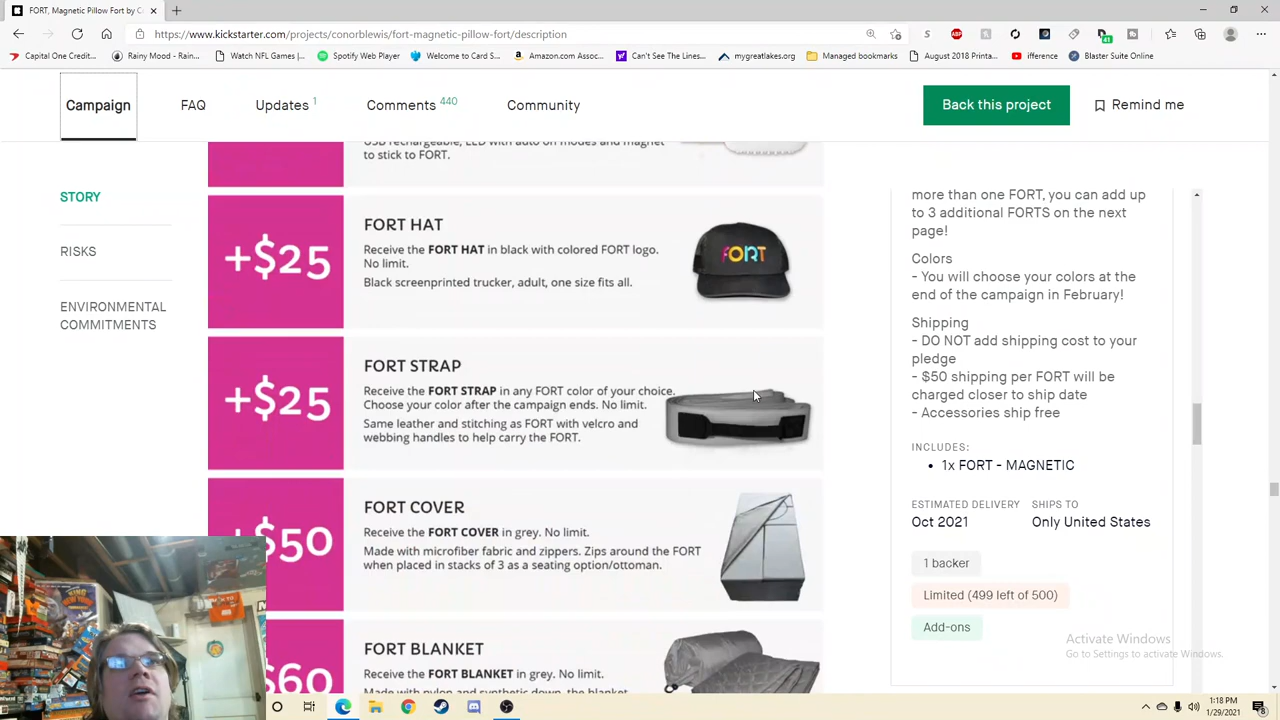 FORT, Magnetic Pillow Fort by C
https://www.kickstarter.com/projects/conorblewis/fort-magnetic-pillow-fort/description
Capital One Credit...
Rainy Mood - Rainy...
Watch NFL Games |...
Spotify Web Player
Welcome to Card S...
Amazon.com Assoc...
Can't See The Lines...
mygreatlakes.org
Managed bookmarks
August 2018 Printa...
ifference
Blaster Suite Online
Campaign
FAQ
Updates 1
Comments 440
Community
Back this project
Remind me
STORY
RISKS
ENVIRONMENTAL
COMMITMENTS
USB rechargeable, LED with auto on modes and magnet
to stick to FORT.
+$25
FORT HAT
Receive the FORT HAT in black with colored FORT logo.
No limit.
Black screenprinted trucker, adult, one size fits all.
FORT
+$25
FORT STRAP
Receive the FORT STRAP in any FORT color of your choice.
Choose your color after the campaign ends. No limit.
Same leather and stitching as FORT with velcro and
webbing handles to help carry the FORT.
+$50
FORT COVER
Receive the FORT COVER in grey. No limit.
Made with microfiber fabric and zippers. Zips around the FORT
when placed in stacks of 3 as a seating option/ottoman.
$60
FORT BLANKET
Receive the FORT BLANKET in grey. No limit.
Made with nylon and synthetic down, the blanket
more than one FORT, you can add up
to 3 additional FORTS on the next
page!
Colors
- You will choose your colors at the
end of the campaign in February!
Shipping
- DO NOT add shipping cost to your
pledge
- $50 shipping per FORT will be
charged closer to ship date
- Accessories ship free
INCLUDES:
• 1x FORT - MAGNETIC
ESTIMATED DELIVERY
Oct 2021
SHIPS TO
Only United States
1 backer
Limited (499 left of 500)
Add-ons
Activate Windows
Go to Settings to activate Windows.
1:18 PM
1/29/2021